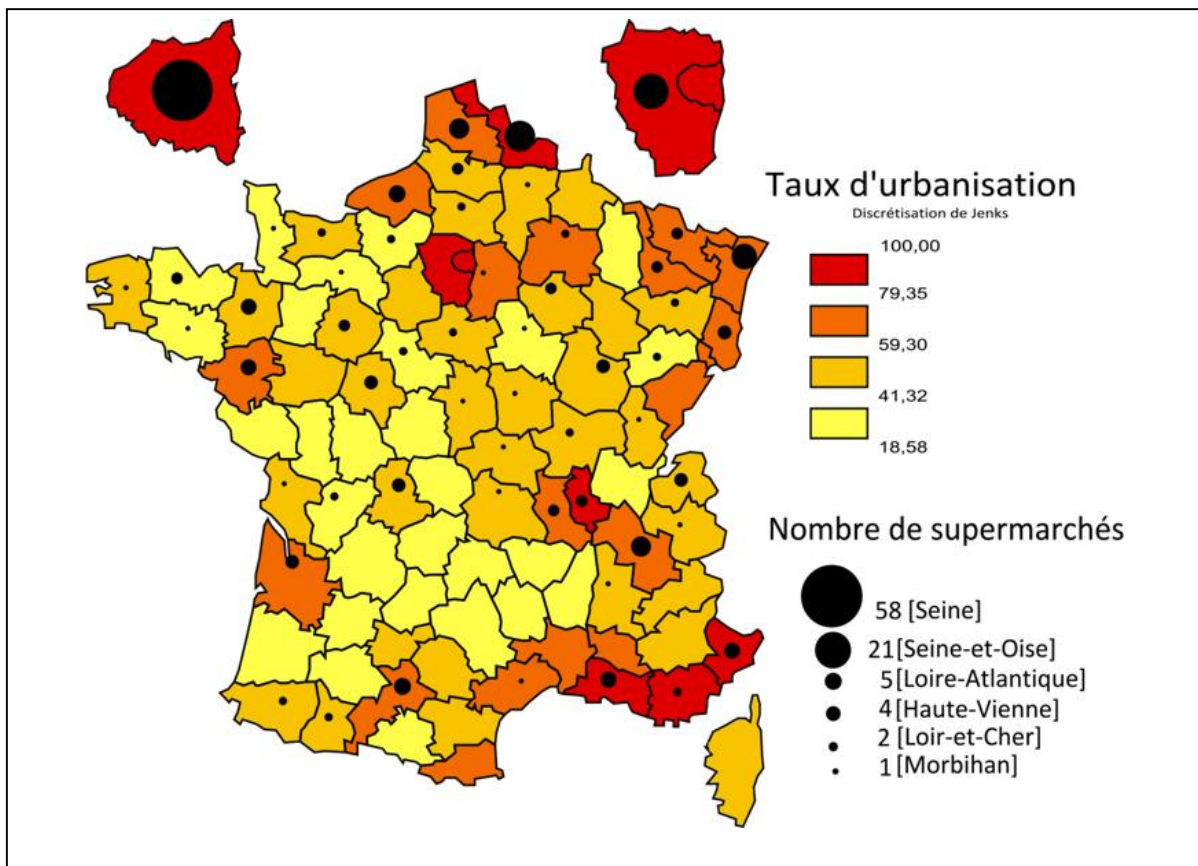 Taux d'urbanisation
Discrétisation de Jenks
100,00
79,35
59,30
41,32
18,58
Nombre de supermarchés
58 [Seine]
21 [Seine-et-Oise]
5 [Loire-Atlantique]
4 [Haute-Vienne]
2 [Loir-et-Cher]
1 [Morbihan]